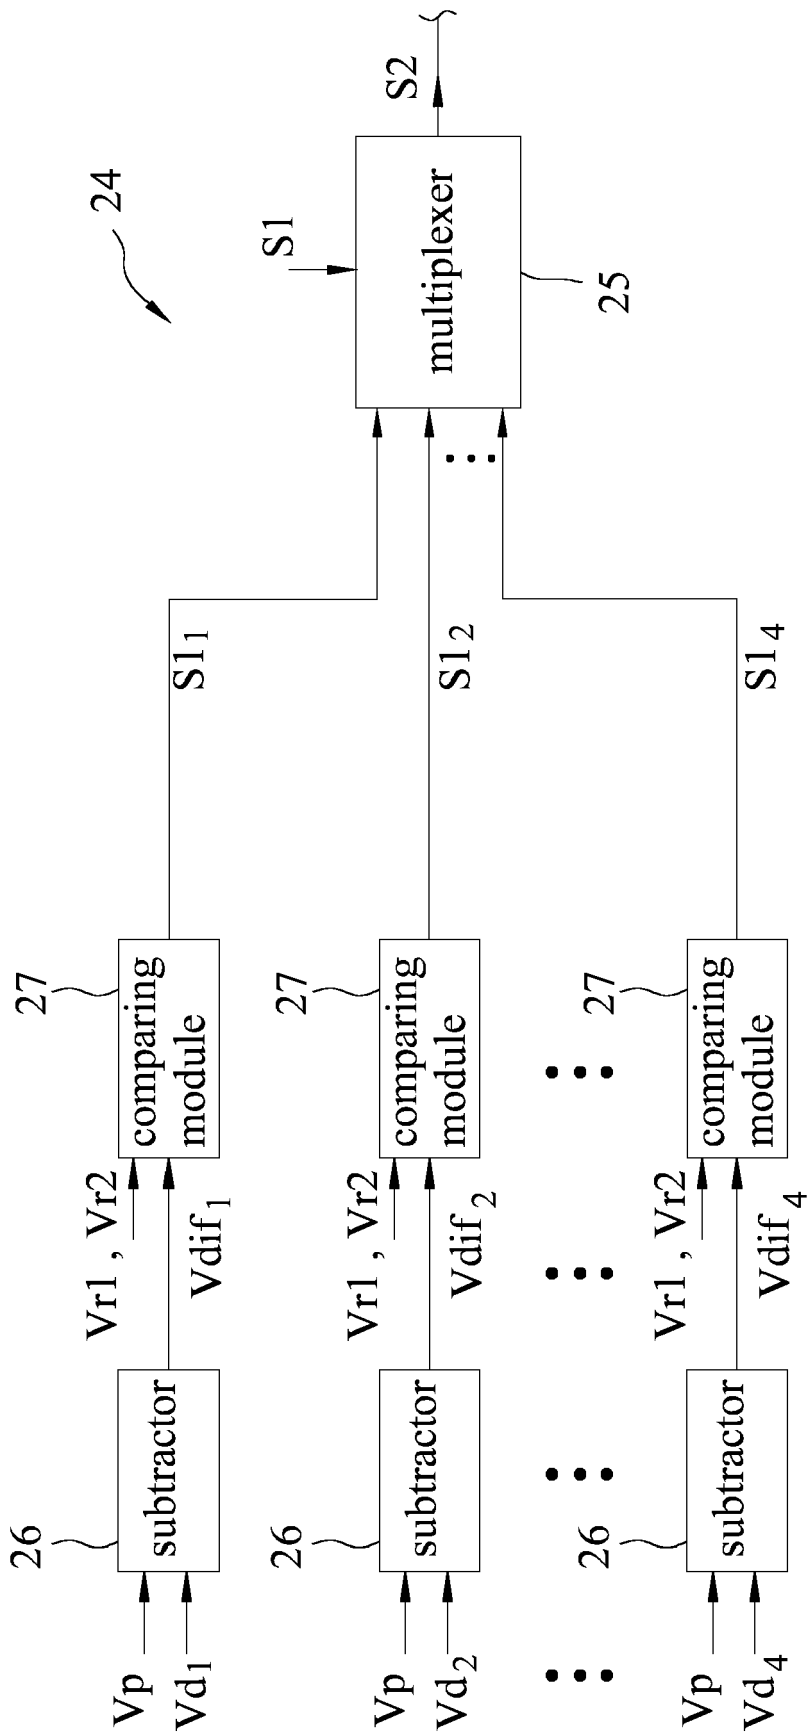 24
26
27
Vp
Vd1
subtractor
Vr1 , Vr2
Vdif1
comparing
module
S11
S1
S2
multiplexer
25
26
27
Vp
Vd2
subtractor
Vr1 , Vr2
Vdif2
comparing
module
S12
26
27
Vp
Vd4
subtractor
Vr1 , Vr2
Vdif4
comparing
module
S14